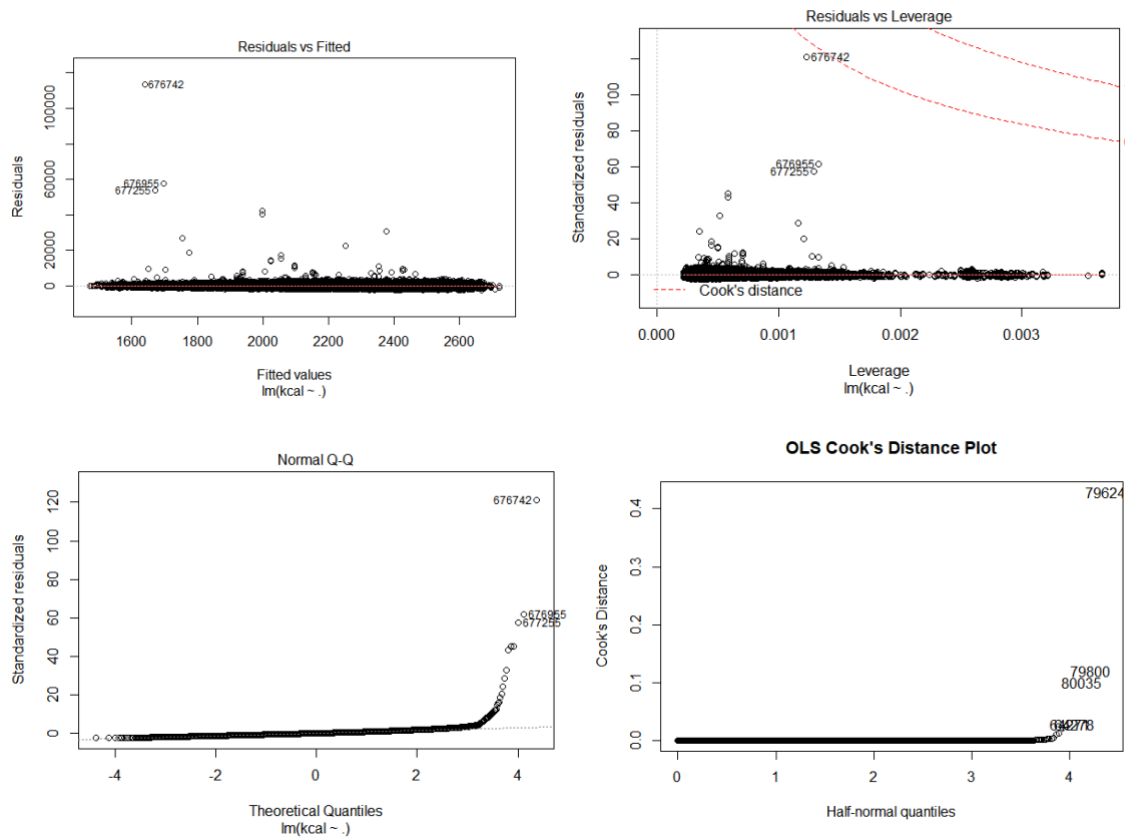 Residuals vs Fitted
Residuals
100000
60000
20000
0
676742
676955
677255
1600 1800 2000 2200 2400 2600
Fitted values
lm(kcal ~ .)
Residuals vs Leverage
Standardized residuals
100
80
60
40
20
0
676742
676955
677255
Cook's distance
0.000 0.001 0.002 0.003
Leverage
lm(kcal ~ .)
Normal Q-Q
Standardized residuals
120
100
80
60
40
20
0
676742
676955
677255
-4 -2 0 2 4
Theoretical Quantiles
lm(kcal ~ .)
OLS Cook's Distance Plot
Cook's Distance
0.4
0.3
0.2
0.1
0.0
79624
79800
80035
0 1 2 3 4
Half-normal quantiles